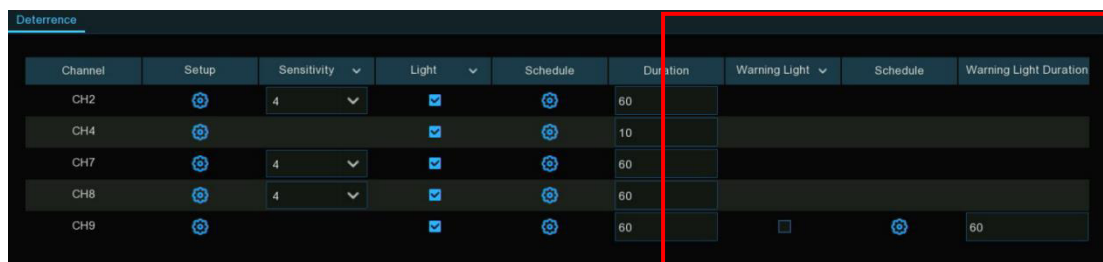 Deterrence
Channel Setup Sensitivity Light Schedule Duration Warning Light Schedule Warning Light Duration
CH2 4 60
CH4 10
CH7 4 60
CH8 4 60
CH9 60 60